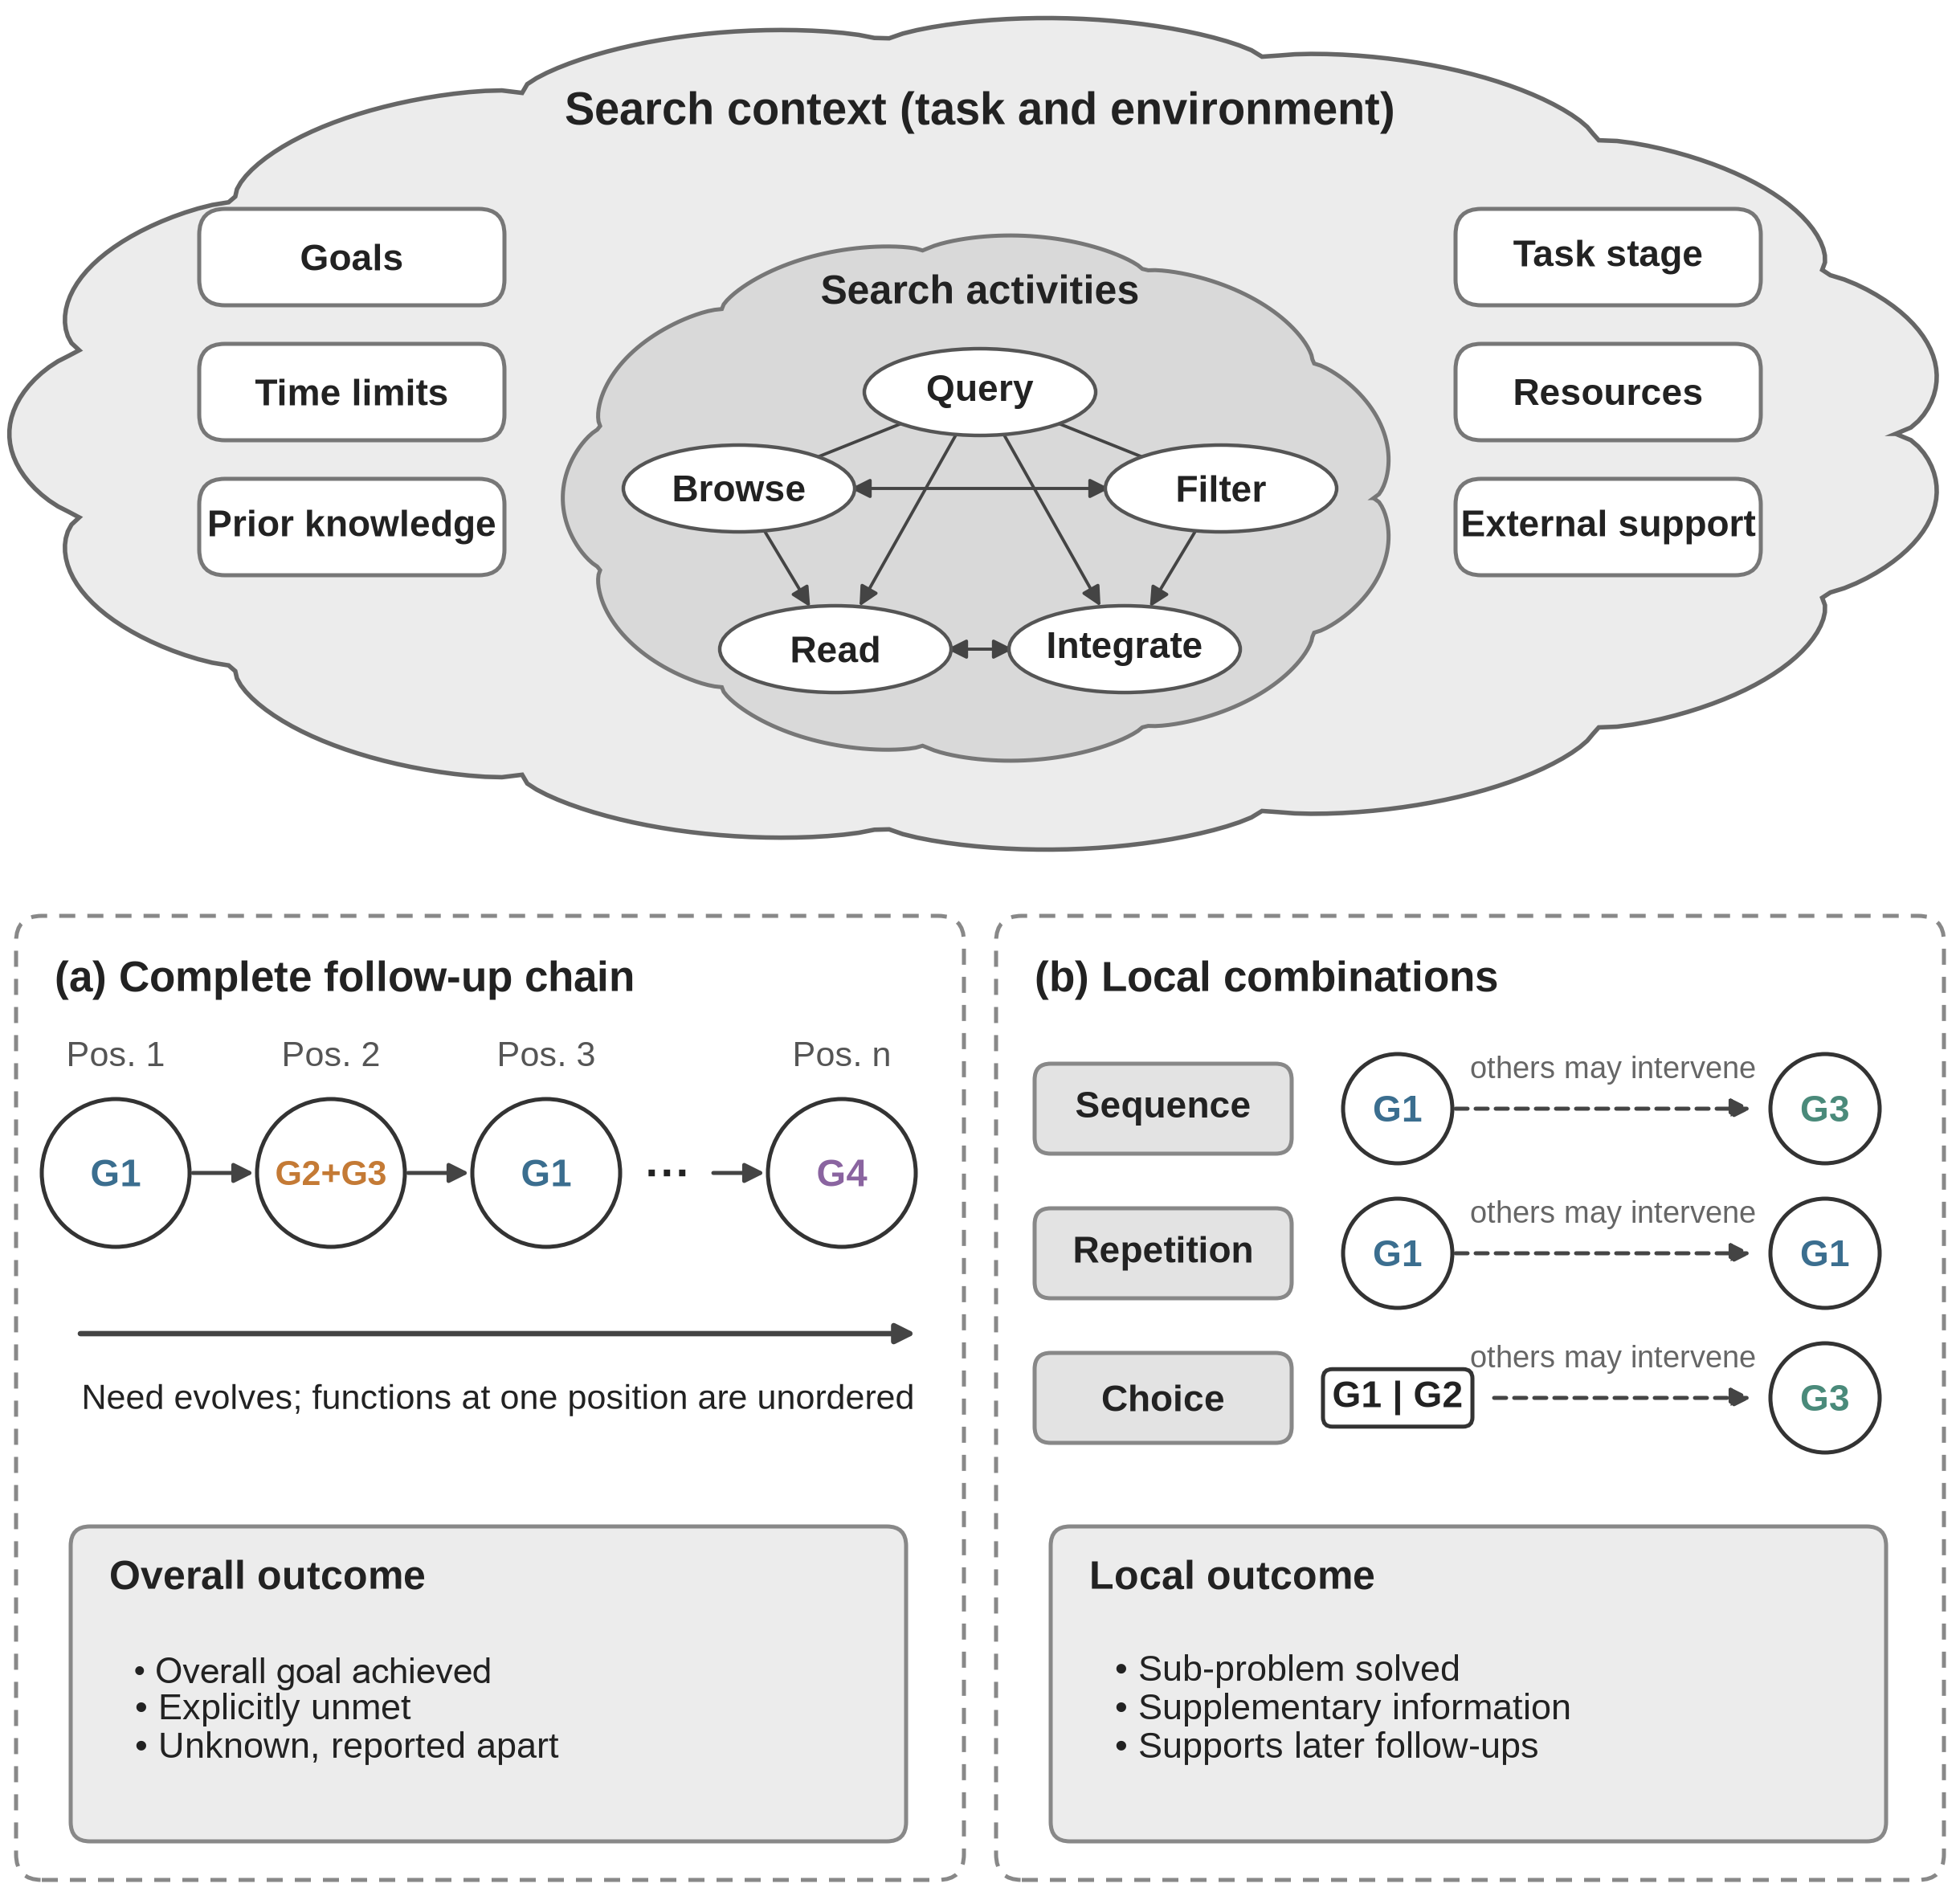 Search context (task and environment)
Goals
Time limits
Prior knowledge
Search activities
Query
Browse
Filter
Read
Integrate
Task stage
Resources
External support
(a) Complete follow-up chain
Pos. 1
Pos. 2
Pos. 3
Pos. n
G1
G2+G3
G1
...
G4
Need evolves; functions at one position are unordered
Overall outcome
• Overall goal achieved
• Explicitly unmet
• Unknown, reported apart
(b) Local combinations
Sequence
G1
others may intervene
G3
Repetition
G1
others may intervene
G1
Choice
G1 | G2
others may intervene
G3
Local outcome
• Sub-problem solved
• Supplementary information
• Supports later follow-ups